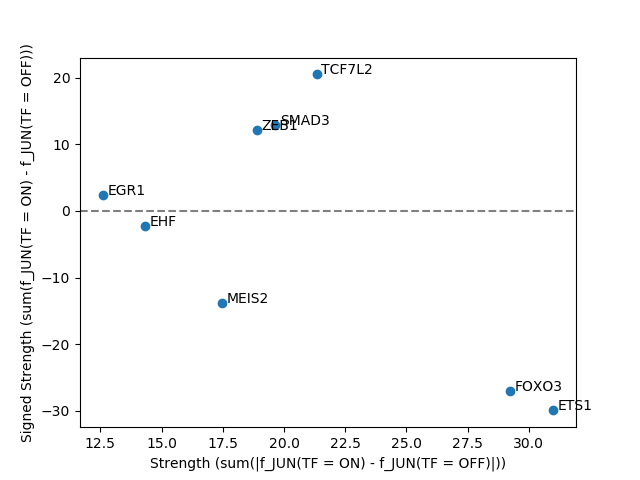 Signed Strength (sum(f_JUN(TF = ON) - f_JUN(TF = OFF)))
20
10
0
−10
−20
−30
TCF7L2
SMAD3
ZEB1
EGR1
EHF
MEIS2
FOXO3
ETS1
12.5 15.0 17.5 20.0 22.5 25.0 27.5 30.0
Strength (sum(|f_JUN(TF = ON) - f_JUN(TF = OFF)|))